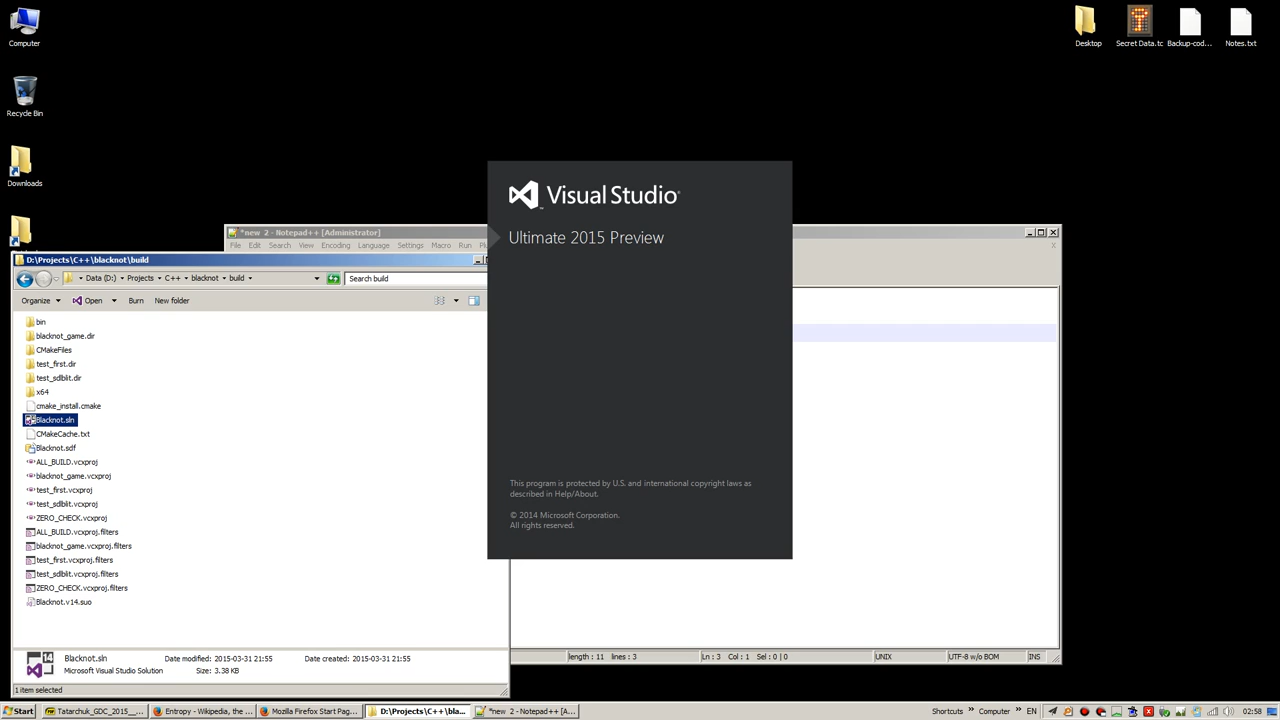 Computer
Recycle Bin
Downloads
Desktop
Secret Data.tc
Backup-cod...
Notes.txt
*new 2 - Notepad++ [Administrator]
File Edit Search View Encoding Language Settings Macro Run
D:\Projects\C++\blacknot\build
Data (D:) Projects C++ blacknot build
Search build
Organize Open Burn New folder
bin
blacknot_game.dir
CMakeFiles
test_first.dir
test_sdlblit.dir
x64
cmake_install.cmake
Blacknot.sln
CMakeCache.txt
Blacknot.sdf
ALL_BUILD.vcxproj
blacknot_game.vcxproj
test_first.vcxproj
test_sdlblit.vcxproj
ZERO_CHECK.vcxproj
ALL_BUILD.vcxproj.filters
blacknot_game.vcxproj.filters
test_first.vcxproj.filters
test_sdlblit.vcxproj.filters
ZERO_CHECK.vcxproj.filters
Blacknot.v14.suo
14
Blacknot.sln Date modified: 2015-03-31 21:55 Date created: 2015-03-31 21:55
Microsoft Visual Studio Solution Size: 3.38 KB
1 item selected
Visual Studio
Ultimate 2015 Preview
This program is protected by U.S. and international copyright laws as
described in Help/About.
© 2014 Microsoft Corporation.
All rights reserved.
length : 11 lines : 3 Ln : 3 Col : 1 Sel : 0 | 0 UNIX UTF-8 w/o BOM INS
Start Tatarchuk_GDC_2015__... Entropy - Wikipedia, the ... Mozilla Firefox Start Pag... D:\Projects\C++\bla... *new 2 - Notepad++ [A... Shortcuts » Computer » EN 02:58